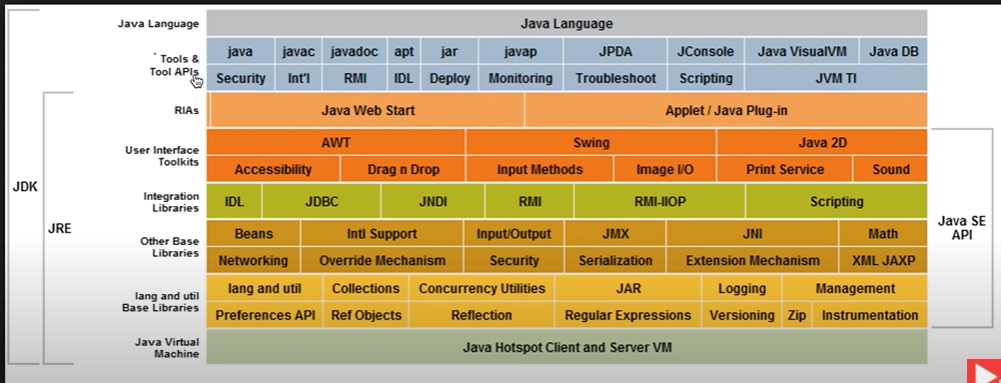 Java Language Java Language
Tools & Tool APIs
java javac javadoc apt jar javap JPDA JConsole Java VisualVM Java DB
Security Int'l RMI IDL Deploy Monitoring Troubleshoot Scripting JVM TI
RIAs Java Web Start Applet / Java Plug-in
User Interface Toolkits
AWT Swing Java 2D
Accessibility Drag n Drop Input Methods Image I/O Print Service Sound
Integration Libraries
IDL JDBC JNDI RMI RMI-IIOP Scripting
JDK
JRE
Java SE API
Other Base Libraries
Beans Intl Support Input/Output JMX JNI Math
Networking Override Mechanism Security Serialization Extension Mechanism XML JAXP
lang and util Base Libraries
lang and util Collections Concurrency Utilities JAR Logging Management
Preferences API Ref Objects Reflection Regular Expressions Versioning Zip Instrumentation
Java Virtual Machine
Java Hotspot Client and Server VM